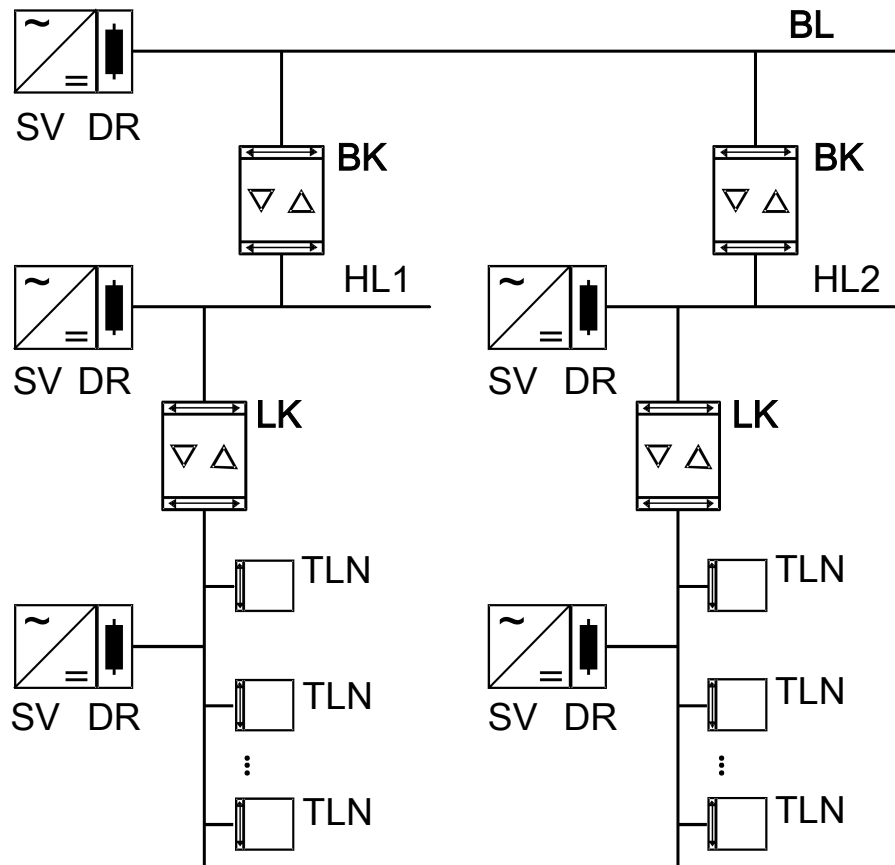 BL
SV DR
BK BK
HL1 HL2
SV DR SV DR
LK LK
TLN TLN
SV DR SV DR
TLN TLN
TLN TLN